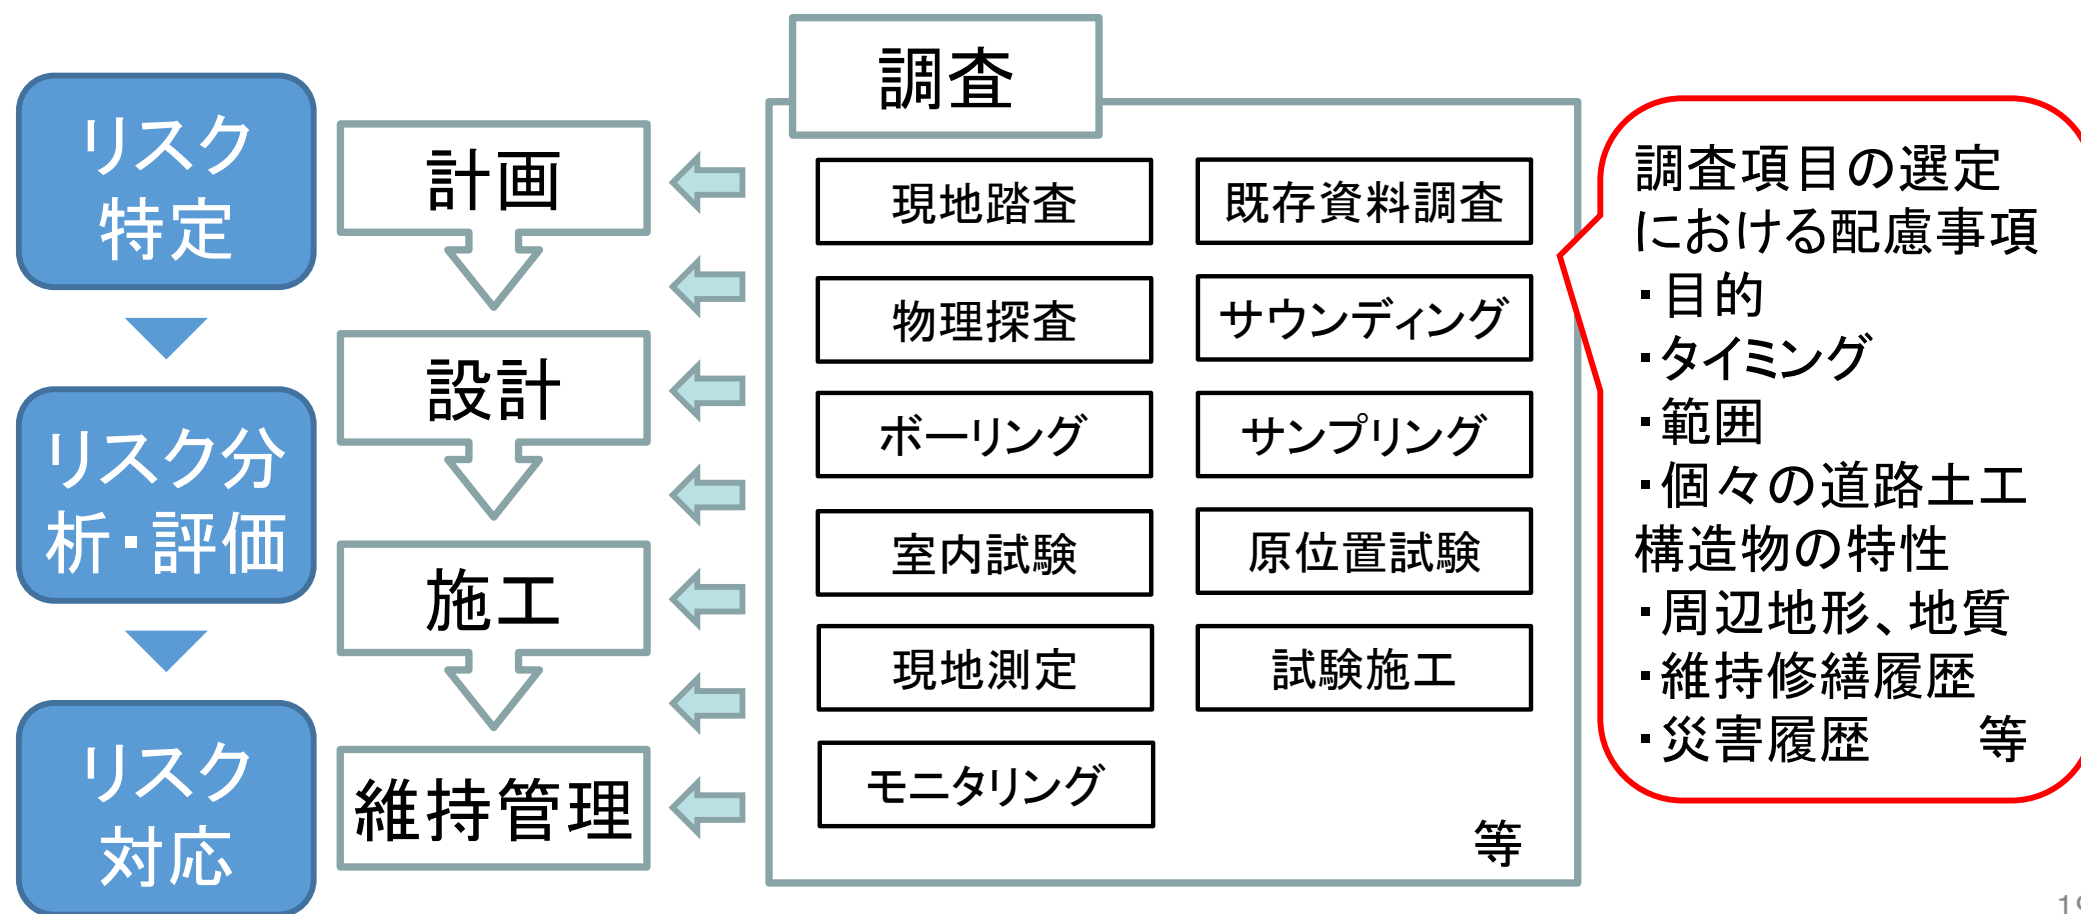 リスク
特定
リスク分
析・評価
リスク
対応
計画
設計
施工
維持管理
調査
現地踏査
既存資料調査
物理探査
サウンディング
ボーリング
サンプリング
室内試験
原位置試験
現地測定
試験施工
モニタリング
等
調査項目の選定
における配慮事項
・目的
・タイミング
・範囲
・個々の道路土工
構造物の特性
・周辺地形、地質
・維持修繕履歴
・災害履歴　　等